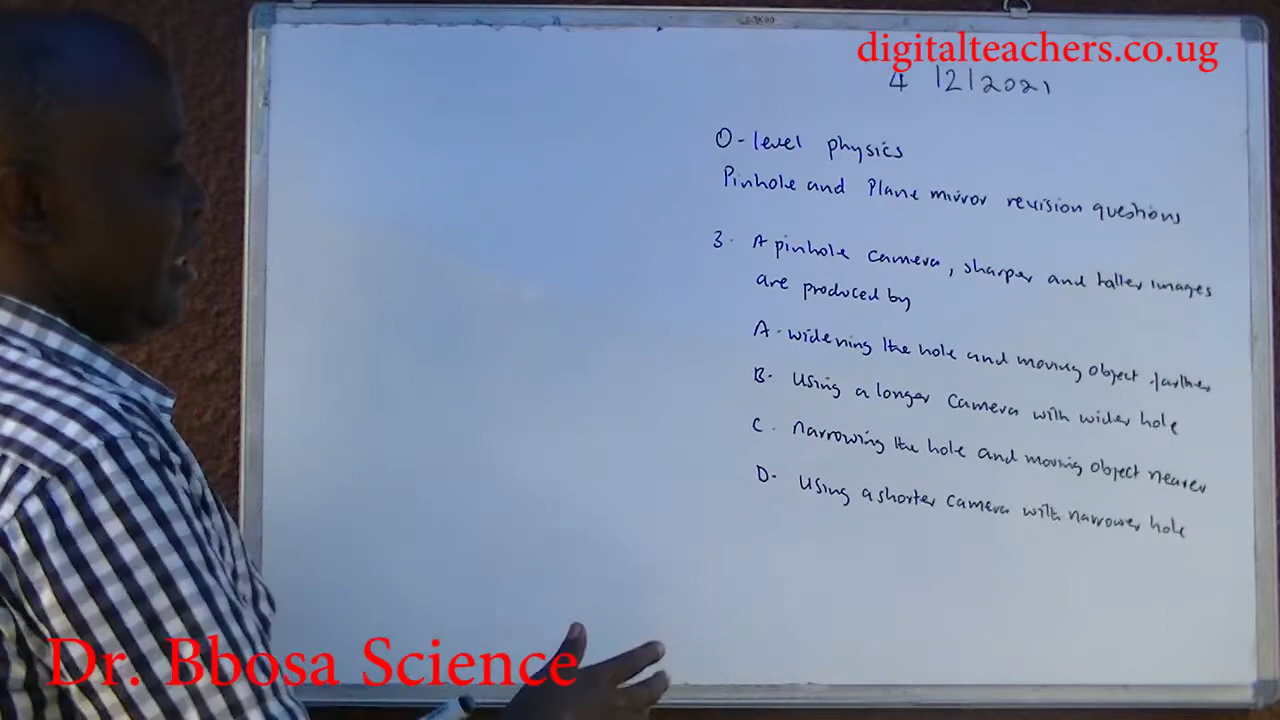 digitalteachers.co.ug
4/2/2021
O-level physics
Pinhole and Plane mirror revision questions
3. A pinhole camera, sharper and taller images
are produced by
A. widening the hole and moving object farther
B. Using a longer camera with wider hole
C. narrowing the hole and moving object nearer
D. Using a shorter camera with narrower hole
Dr. Bbosa Science